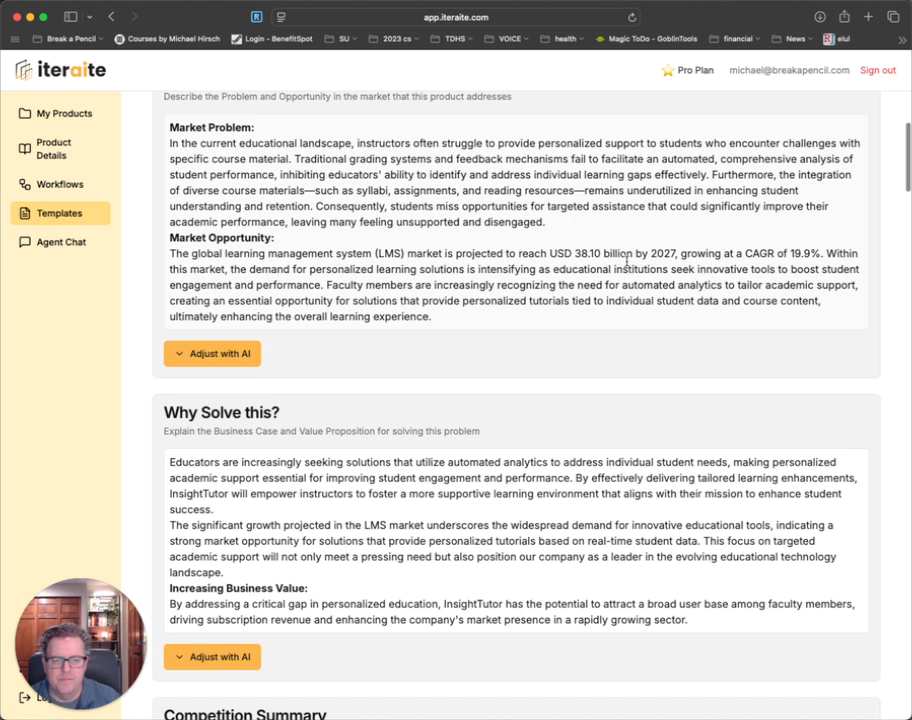 app.iteraite.com
Break a Pencil
Courses by Michael Hirsch
Login - BenefitSpot
SU
2023 cs
TDHS
VOICE
health
Magic ToDo - GoblinTools
financial
News
elul
iteraite
Pro Plan
michael@breakapencil.com
Sign out
My Products
Product
Details
Workflows
Templates
Agent Chat
Describe the Problem and Opportunity in the market that this product addresses
Market Problem:
In the current educational landscape, instructors often struggle to provide personalized support to students who encounter challenges with
specific course material. Traditional grading systems and feedback mechanisms fail to facilitate an automated, comprehensive analysis of
student performance, inhibiting educators' ability to identify and address individual learning gaps effectively. Furthermore, the integration
of diverse course materials—such as syllabi, assignments, and reading resources—remains underutilized in enhancing student
understanding and retention. Consequently, students miss opportunities for targeted assistance that could significantly improve their
academic performance, leaving many feeling unsupported and disengaged.
Market Opportunity:
The global learning management system (LMS) market is projected to reach USD 38.10 billion by 2027, growing at a CAGR of 19.9%. Within
this market, the demand for personalized learning solutions is intensifying as educational institutions seek innovative tools to boost student
engagement and performance. Faculty members are increasingly recognizing the need for automated analytics to tailor academic support,
creating an essential opportunity for solutions that provide personalized tutorials tied to individual student data and course content,
ultimately enhancing the overall learning experience.
Adjust with AI
Why Solve this?
Explain the Business Case and Value Proposition for solving this problem
Educators are increasingly seeking solutions that utilize automated analytics to address individual student needs, making personalized
academic support essential for improving student engagement and performance. By effectively delivering tailored learning enhancements,
InsightTutor will empower instructors to foster a more supportive learning environment that aligns with their mission to enhance student
success.
The significant growth projected in the LMS market underscores the widespread demand for innovative educational tools, indicating a
strong market opportunity for solutions that provide personalized tutorials based on real-time student data. This focus on targeted
academic support will not only meet a pressing need but also position our company as a leader in the evolving educational technology
landscape.
Increasing Business Value:
By addressing a critical gap in personalized education, InsightTutor has the potential to attract a broad user base among faculty members,
driving subscription revenue and enhancing the company's market presence in a rapidly growing sector.
Adjust with AI
Competition Summary